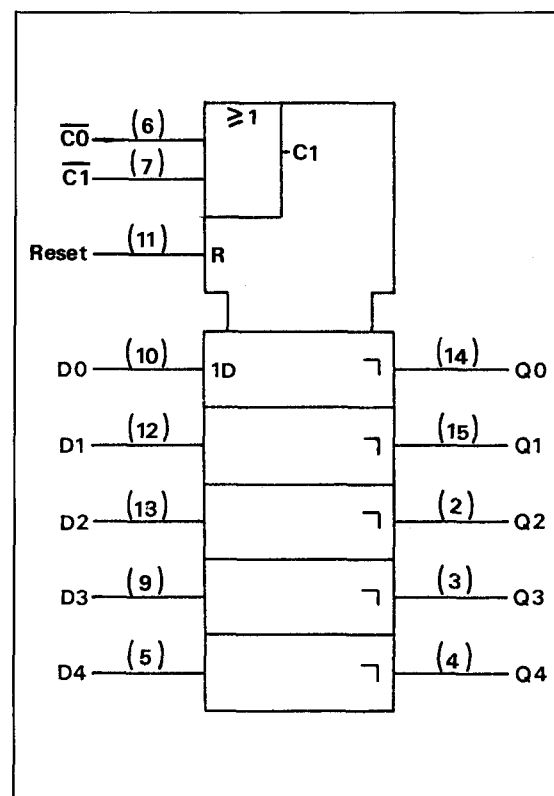 ≥1
C0 (6)
C1
C1 (7)
Reset (11) R
D0 (10) 1D ┐ (14) Q0
D1 (12) ┐ (15) Q1
D2 (13) ┐ (2) Q2
D3 (9) ┐ (3) Q3
D4 (5) ┐ (4) Q4